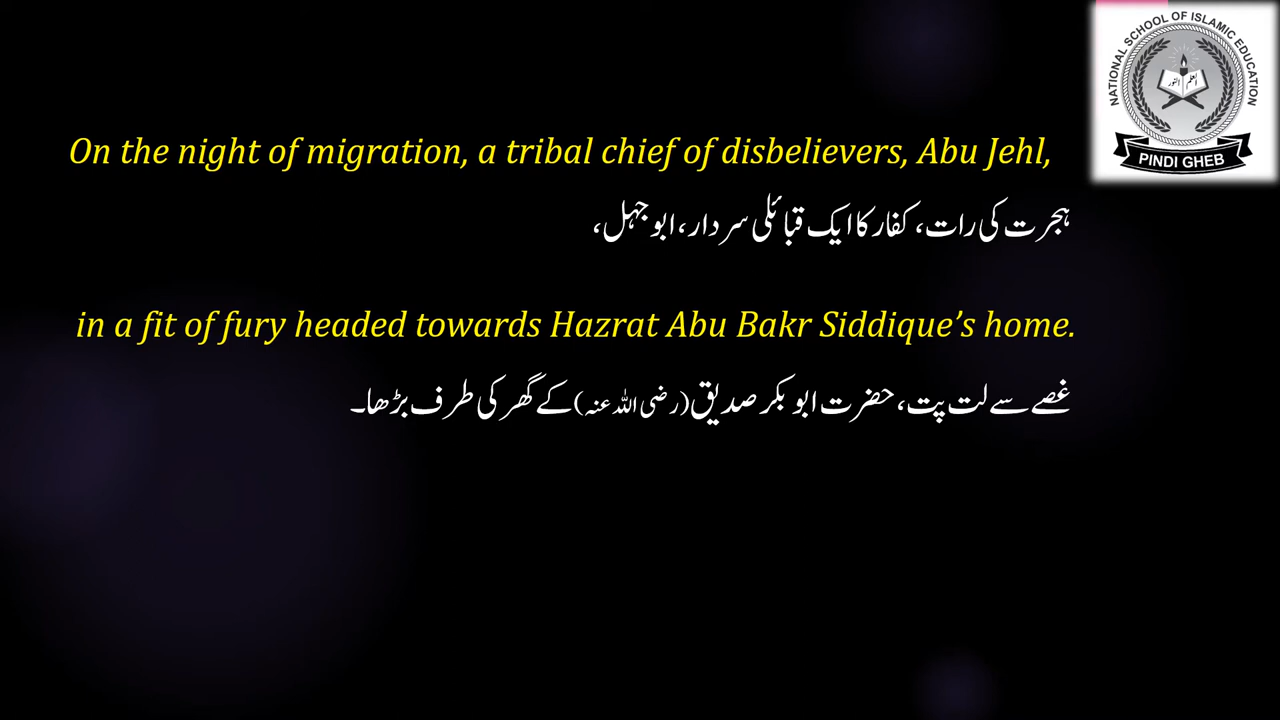 NATIONAL SCHOOL OF ISLAMIC EDUCATION
PINDI GHEB
On the night of migration, a tribal chief of disbelievers, Abu Jehl,
ہجرت کی رات، کفار کا ایک قبائلی سردار، ابو جہل،
in a fit of fury headed towards Hazrat Abu Bakr Siddique’s home.
غصے سے لت پت، حضرت ابو بکر صدیق (رضی اللہ عنہ) کے گھر کی طرف بڑھا۔